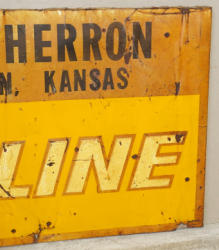 HERRON
N, KANSAS
LINE